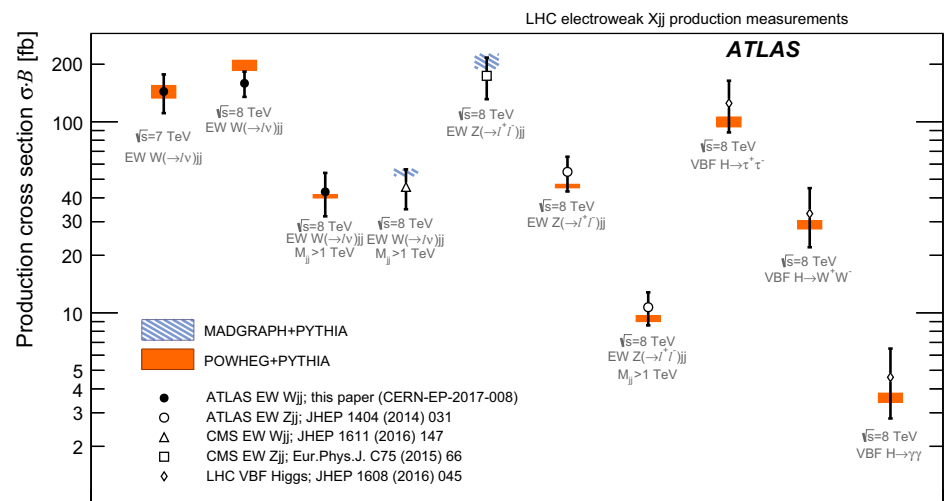 LHC electroweak Xjj production measurements
Production cross section σ·B [fb]
ATLAS
200
100
40
30
20
10
5
4
3
2
√s=7 TeV
EW W(→lν)jj
√s=8 TeV
EW W(→lν)jj
√s=8 TeV
EW W(→lν)jj
Mjj>1 TeV
√s=8 TeV
EW W(→lν)jj
Mjj>1 TeV
√s=8 TeV
EW Z(→l⁺l⁻)jj
√s=8 TeV
EW Z(→l⁺l⁻)jj
√s=8 TeV
EW Z(→l⁺l⁻)jj
Mjj>1 TeV
√s=8 TeV
VBF H→τ⁺τ⁻
√s=8 TeV
VBF H→W⁺W⁻
√s=8 TeV
VBF H→γγ
MADGRAPH+PYTHIA
POWHEG+PYTHIA
ATLAS EW Wjj; this paper (CERN-EP-2017-008)
ATLAS EW Zjj; JHEP 1404 (2014) 031
CMS EW Wjj; JHEP 1611 (2016) 147
CMS EW Zjj; Eur.Phys.J. C75 (2015) 66
LHC VBF Higgs; JHEP 1608 (2016) 045